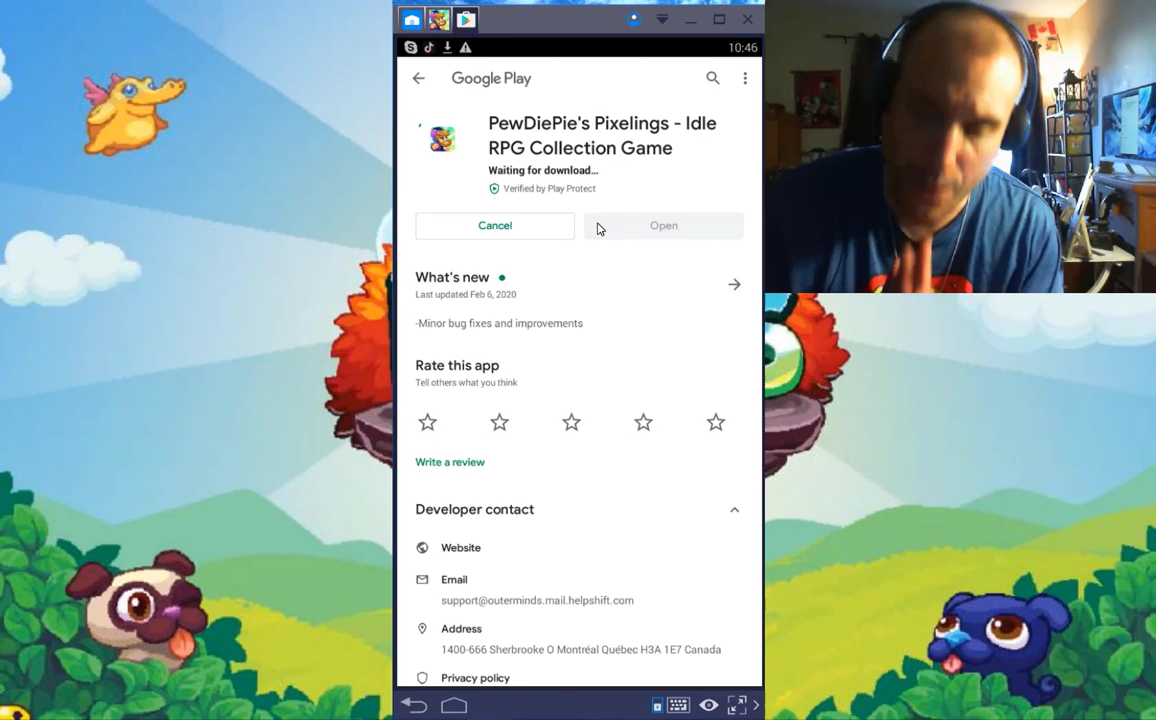 10:46
Google Play
PewDiePie's Pixelings - Idle
RPG Collection Game
Waiting for download...
Verified by Play Protect
Cancel
Open
What's new
Last updated Feb 6, 2020
-Minor bug fixes and improvements
Rate this app
Tell others what you think
Write a review
Developer contact
Website
Email
support@outerminds.mail.helpshift.com
Address
1400-666 Sherbrooke O Montréal Québec H3A 1E7 Canada
Privacy policy